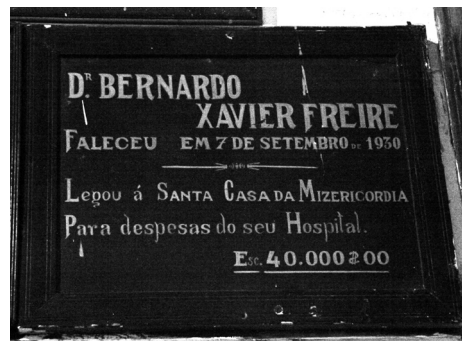 DR BERNARDO
XAVIER FREIRE
FALECEU EM 7 DE SETEMBRO DE 1930
Legou á SANTA CASA DA MIZERICORDIA
Para despesas do seu Hospital.
Esc. 40.000$00